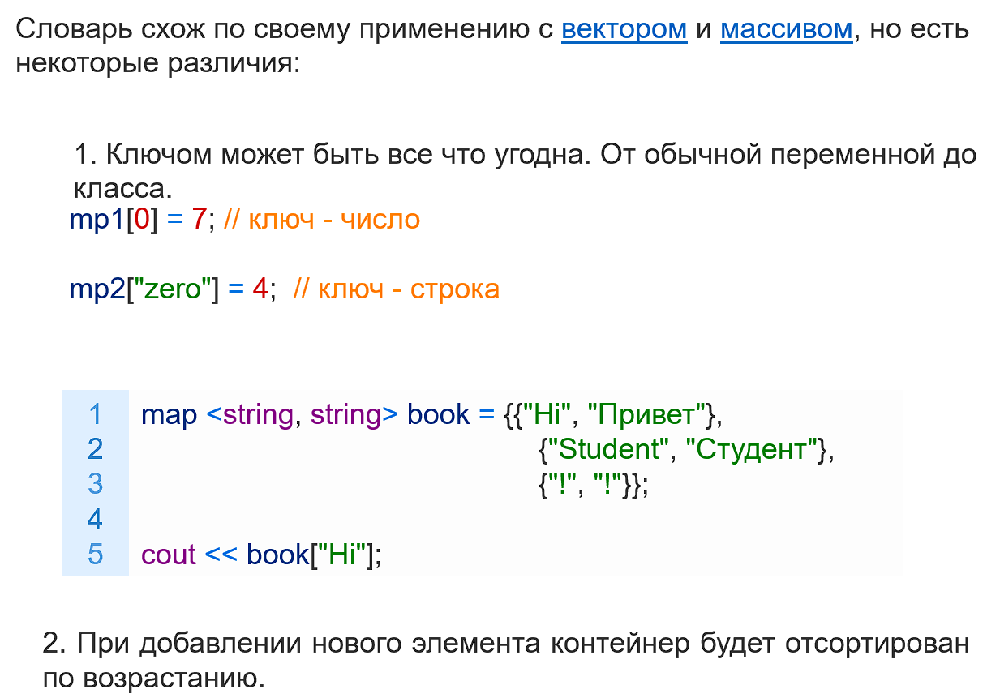 Словарь схож по своему применению с вектором и массивом, но есть
некоторые различия:
1. Ключом может быть все что угодна. От обычной переменной до
класса.
mp1[0] = 7; // ключ - число
mp2["zero"] = 4;  // ключ - строка
1 map <string, string> book = {{"Hi", "Привет"},
2 {"Student", "Студент"},
3 {"!", "!"}};
4
5 cout << book["Hi"];
2. При добавлении нового элемента контейнер будет отсортирован
по возрастанию.